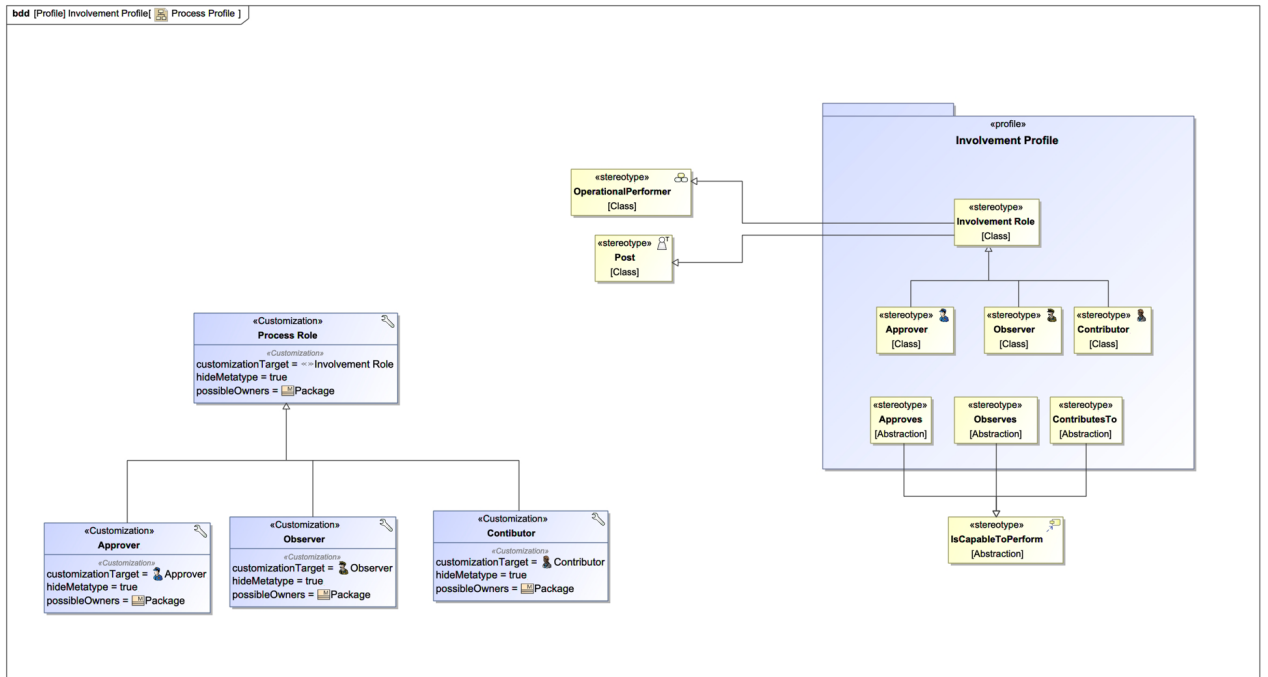 bdd [Profile] Involvement Profile[ Process Profile ]
«profile»
Involvement Profile
«stereotype»
OperationalPerformer
[Class]
«stereotype»
Involvement Role
[Class]
«stereotype»
Post
[Class]
«stereotype»
Approver
[Class]
«stereotype»
Observer
[Class]
«stereotype»
Contributor
[Class]
«Customization»
Process Role
«Customization»
customizationTarget = «»Involvement Role
hideMetatype = true
possibleOwners = Package
«stereotype»
Approves
[Abstraction]
«stereotype»
Observes
[Abstraction]
«stereotype»
ContributesTo
[Abstraction]
«stereotype»
IsCapableToPerform
[Abstraction]
«Customization»
Approver
«Customization»
customizationTarget = Approver
hideMetatype = true
possibleOwners = Package
«Customization»
Observer
«Customization»
customizationTarget = Observer
hideMetatype = true
possibleOwners = Package
«Customization»
Contibutor
«Customization»
customizationTarget = Contributor
hideMetatype = true
possibleOwners = Package